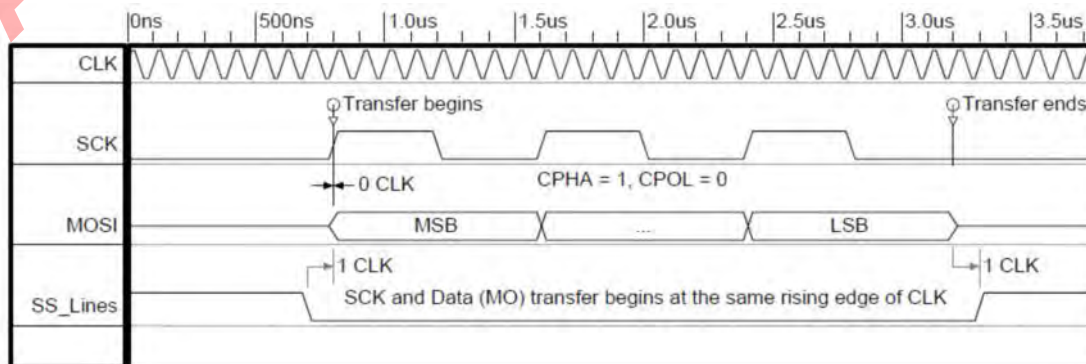 0ns 500ns 1.0us 1.5us 2.0us 2.5us 3.0us 3.5us
CLK
Transfer begins Transfer ends
SCK
0 CLK CPHA = 1, CPOL = 0
MOSI MSB ... LSB
1 CLK 1 CLK
SS_Lines SCK and Data (MO) transfer begins at the same rising edge of CLK